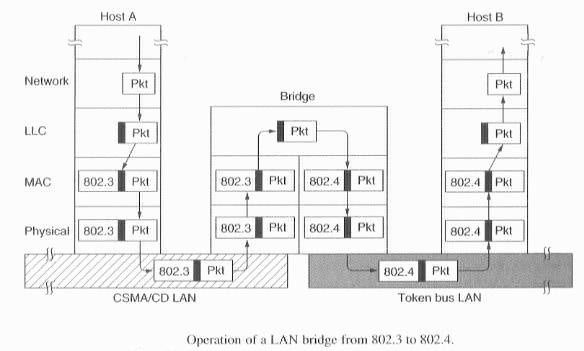 Host A
Host B
Network
Pkt
Pkt
Bridge
LLC
Pkt
Pkt
Pkt
MAC
802.3 Pkt
802.3 Pkt
802.4 Pkt
802.4 Pkt
Physical
802.3 Pkt
802.3 Pkt
802.4 Pkt
802.4 Pkt
802.3 Pkt
802.4 Pkt
CSMA/CD LAN
Token bus LAN
Operation of a LAN bridge from 802.3 to 802.4.